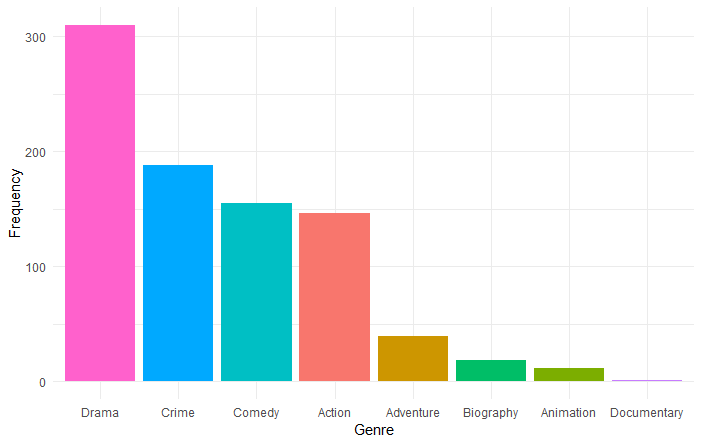 300
200
100
0
Frequency
Drama Crime Comedy Action Adventure Biography Animation Documentary
Genre